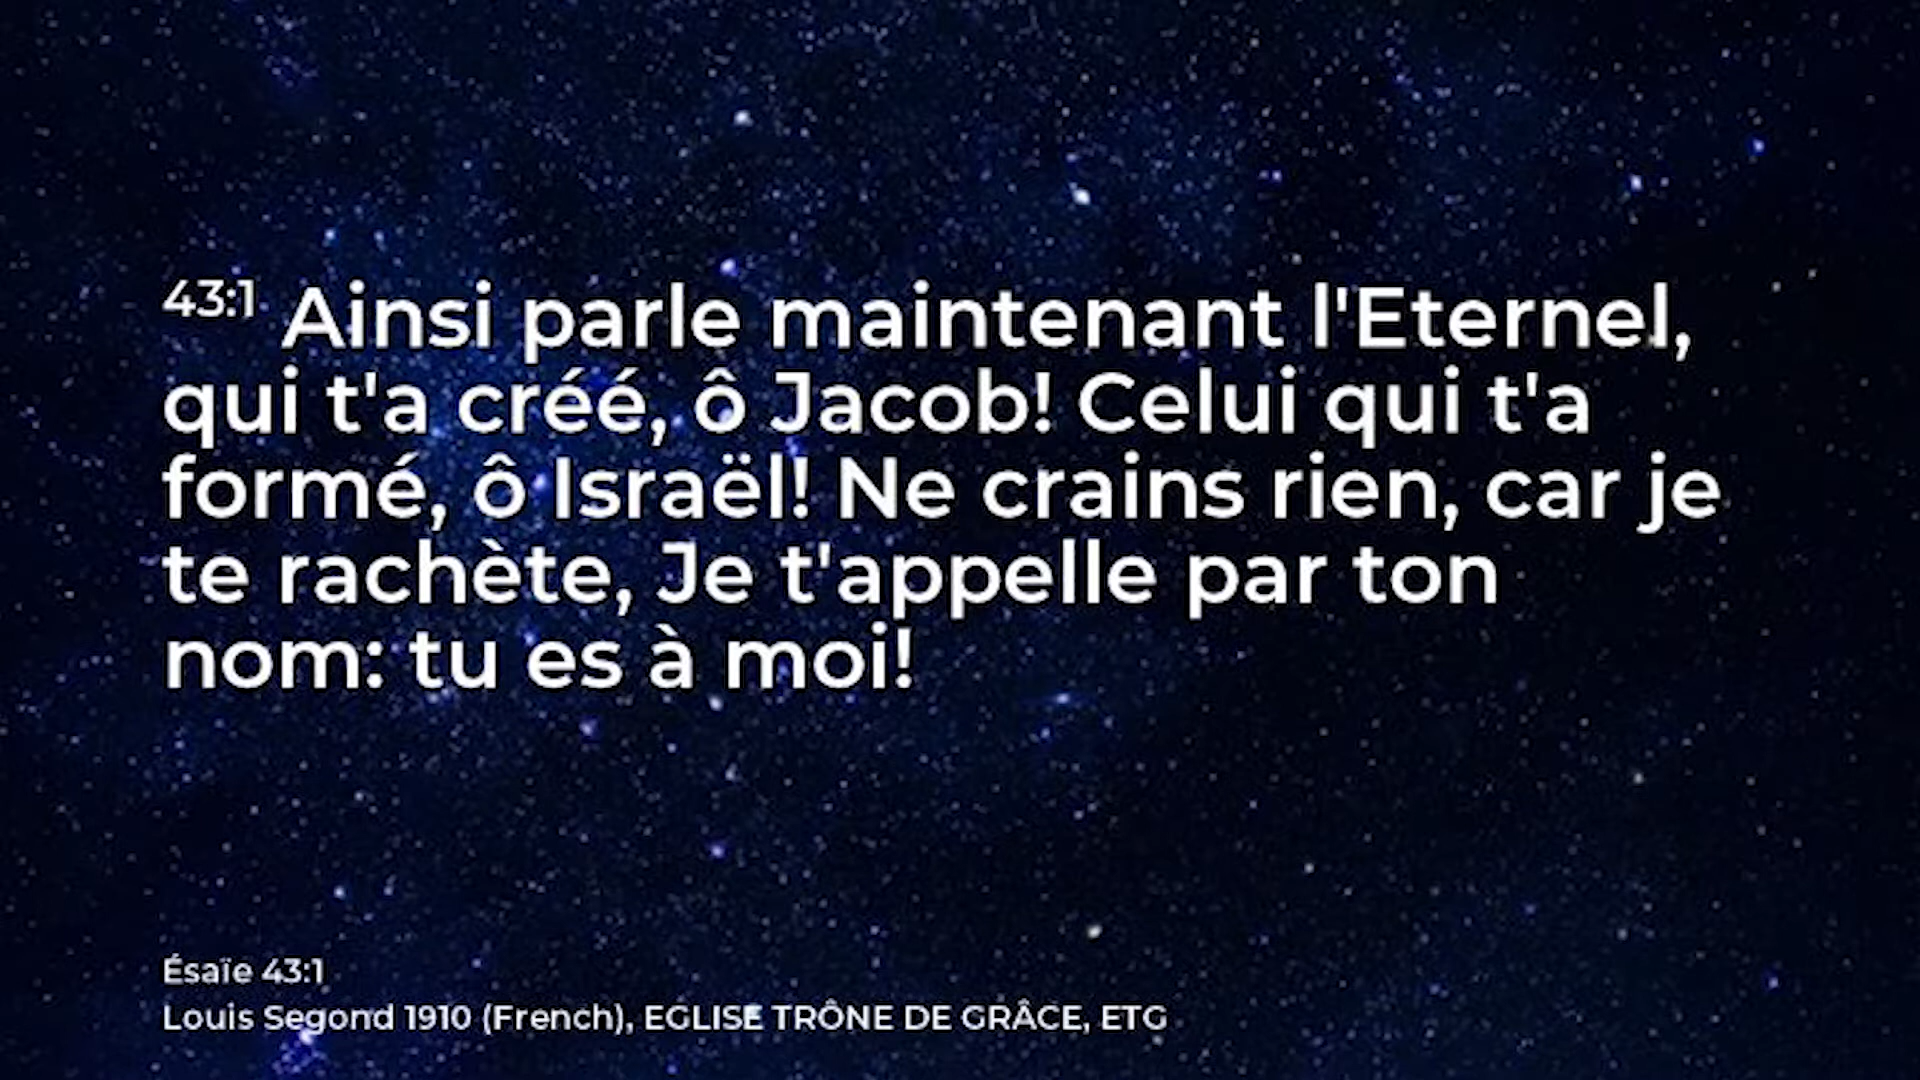 43:1 Ainsi parle maintenant l'Eternel,
qui t'a créé, ô Jacob! Celui qui t'a
formé, ô Israël! Ne crains rien, car je
te rachète, Je t'appelle par ton
nom: tu es à moi!
Ésaïe 43:1
Louis Segond 1910 (French), EGLISE TRÔNE DE GRÂCE, ETG